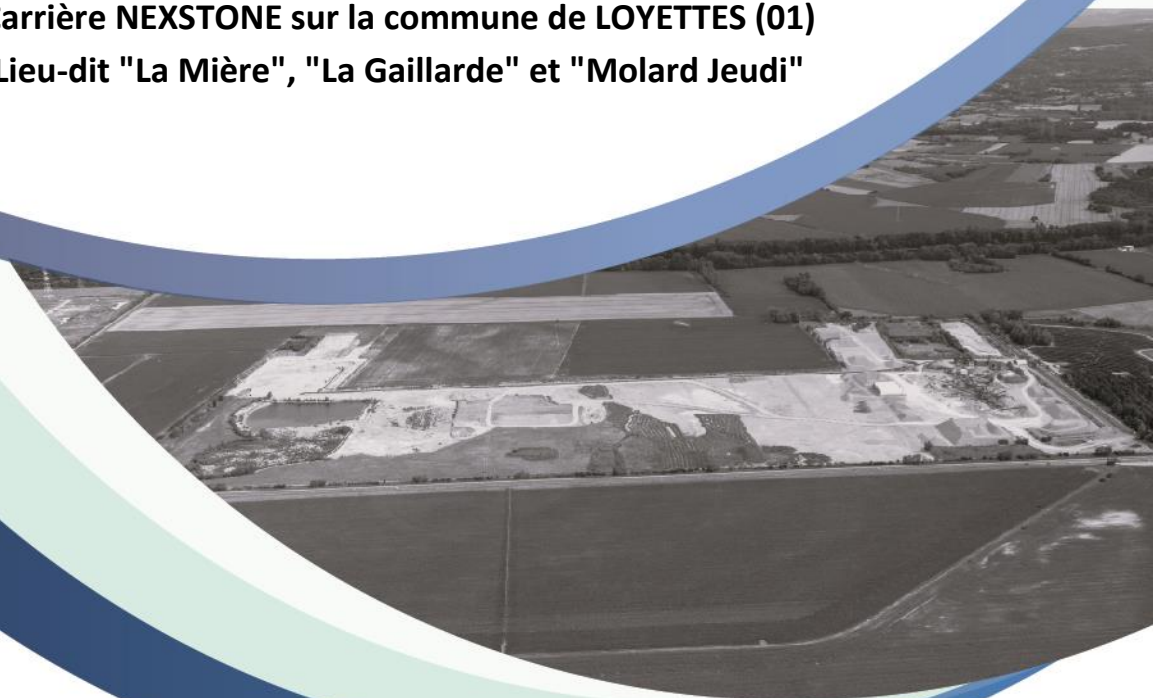 Carrière NEXSTONE sur la commune de LOYETTES (01)
Lieu-dit "La Mière", "La Gaillarde" et "Molard Jeudi"